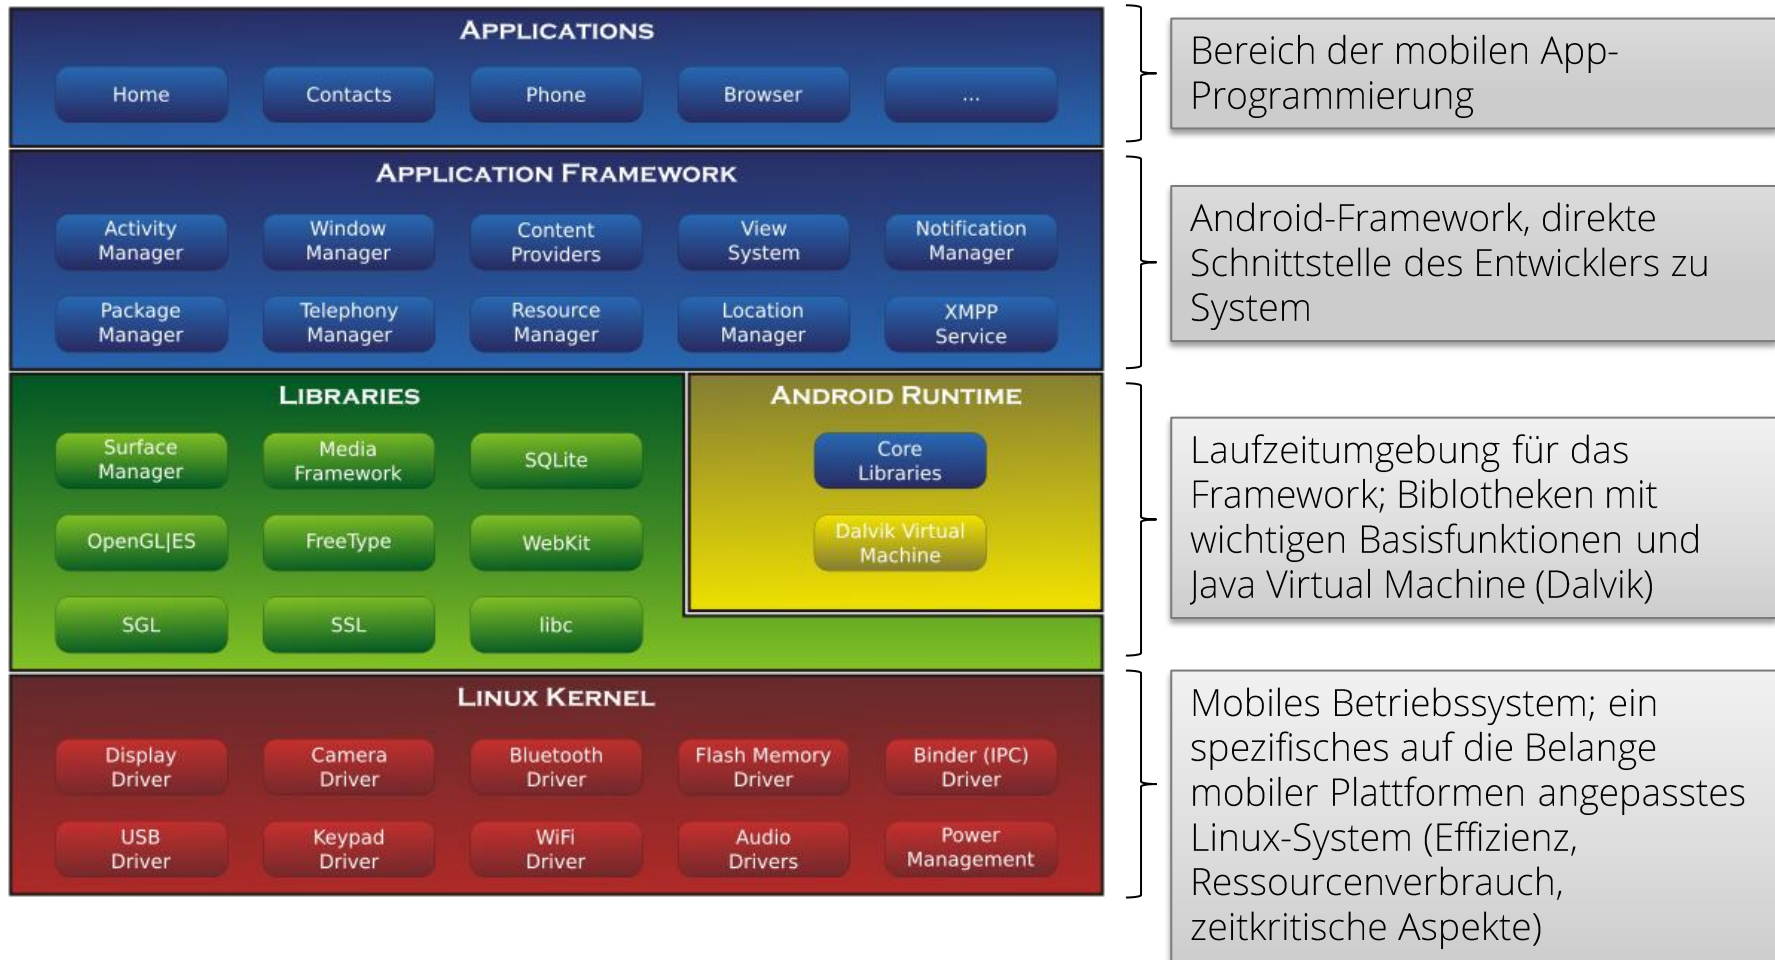 APPLICATIONS
Home
Contacts
Phone
Browser
...
Bereich der mobilen App-
Programmierung
APPLICATION FRAMEWORK
Activity
Manager
Window
Manager
Content
Providers
View
System
Notification
Manager
Package
Manager
Telephony
Manager
Resource
Manager
Location
Manager
XMPP
Service
Android-Framework, direkte
Schnittstelle des Entwicklers zu
System
LIBRARIES
Surface
Manager
Media
Framework
SQLite
OpenGL|ES
FreeType
WebKit
SGL
SSL
libc
ANDROID RUNTIME
Core
Libraries
Dalvik Virtual
Machine
Laufzeitumgebung für das
Framework; Biblotheken mit
wichtigen Basisfunktionen und
Java Virtual Machine (Dalvik)
LINUX KERNEL
Display
Driver
Camera
Driver
Bluetooth
Driver
Flash Memory
Driver
Binder (IPC)
Driver
USB
Driver
Keypad
Driver
WiFi
Driver
Audio
Drivers
Power
Management
Mobiles Betriebssystem; ein
spezifisches auf die Belange
mobiler Plattformen angepasstes
Linux-System (Effizienz,
Ressourcenverbrauch,
zeitkritische Aspekte)